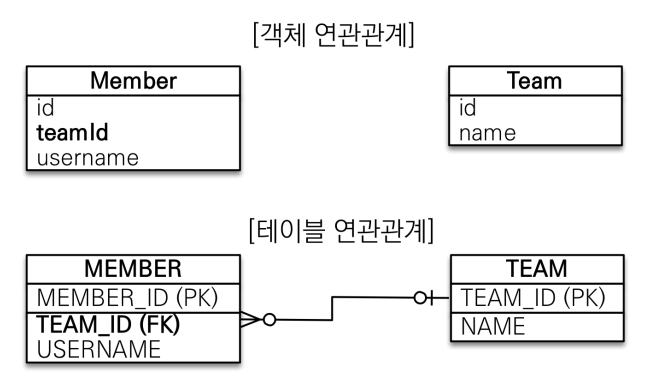 [객체 연관관계]
Member
id
teamId
username
Team
id
name
[테이블 연관관계]
MEMBER
MEMBER_ID (PK)
TEAM_ID (FK)
USERNAME
TEAM
TEAM_ID (PK)
NAME